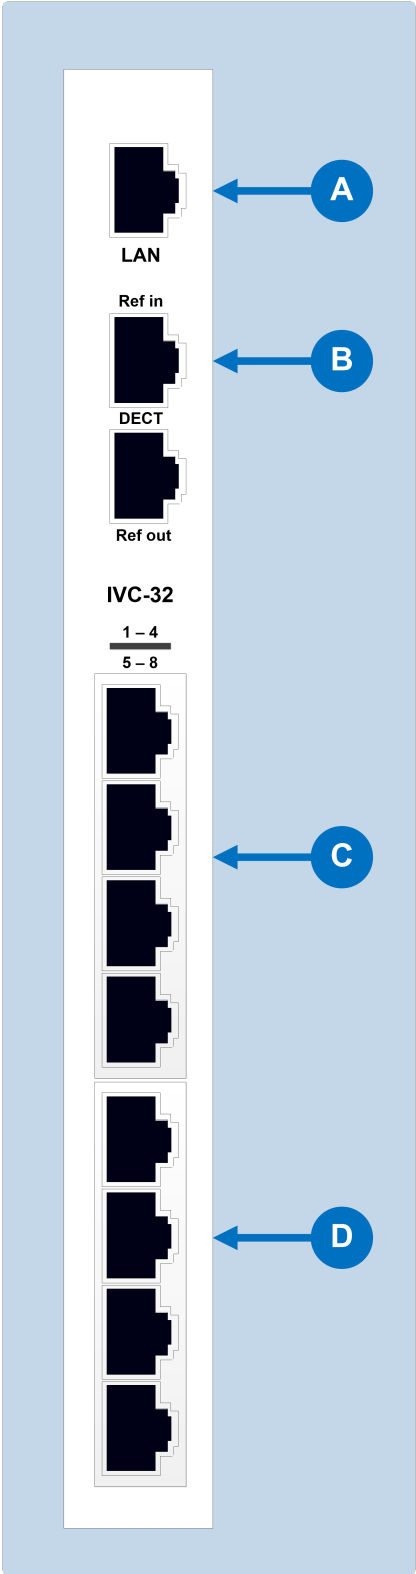 A
LAN
Ref in
B
DECT
Ref out
IVC-32
1 – 4
5 – 8
C
D